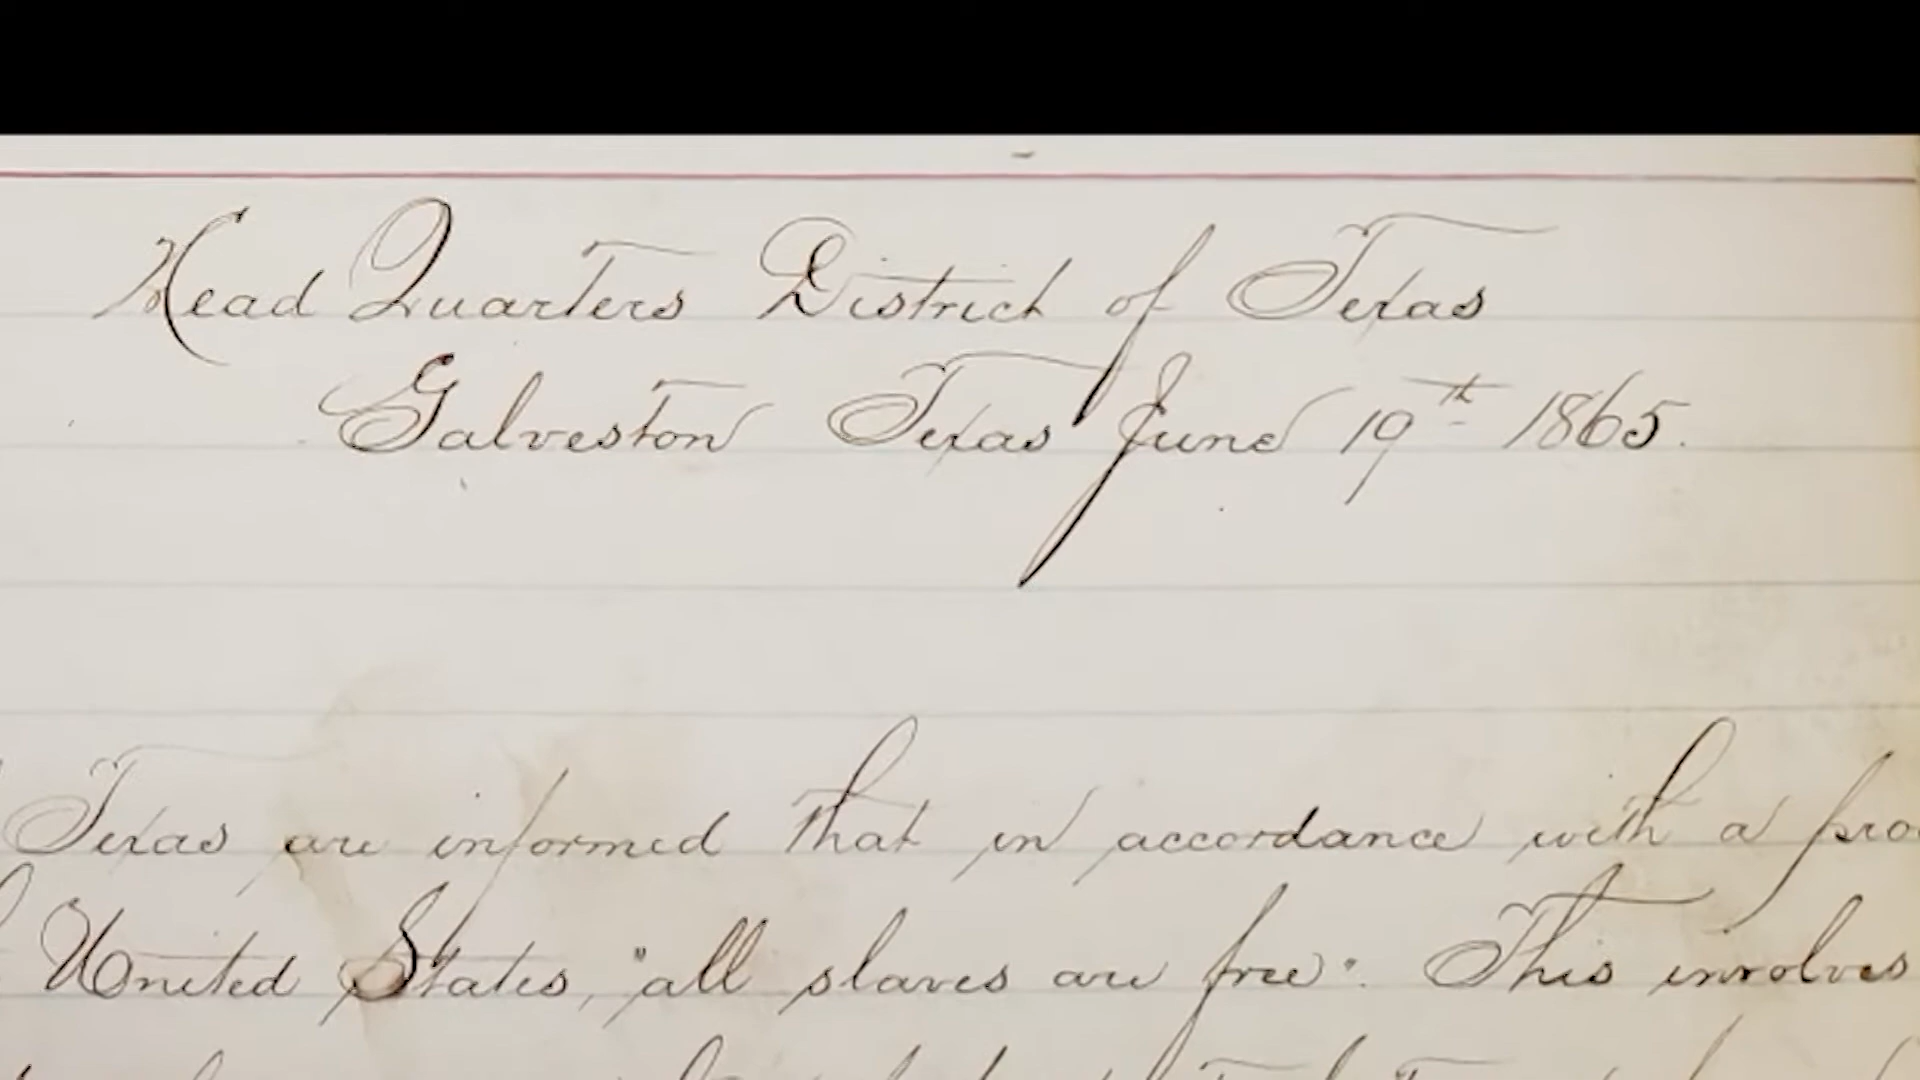 Head Quarters District of Texas
Galveston Texas June 19th 1865.
Texas are informed that in accordance with a pro
United States, "all slaves are free". This involves